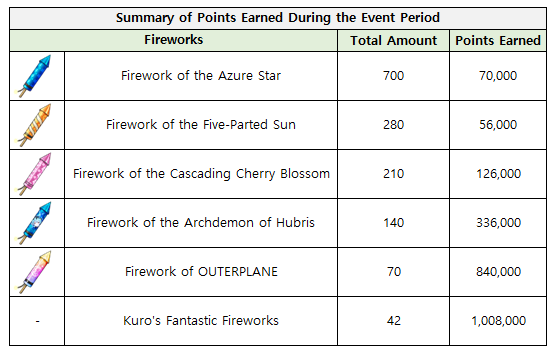 Summary of Points Earned During the Event Period
Fireworks Total Amount Points Earned
Firework of the Azure Star 700 70,000
Firework of the Five-Parted Sun 280 56,000
Firework of the Cascading Cherry Blossom 210 126,000
Firework of the Archdemon of Hubris 140 336,000
Firework of OUTERPLANE 70 840,000
- Kuro's Fantastic Fireworks 42 1,008,000